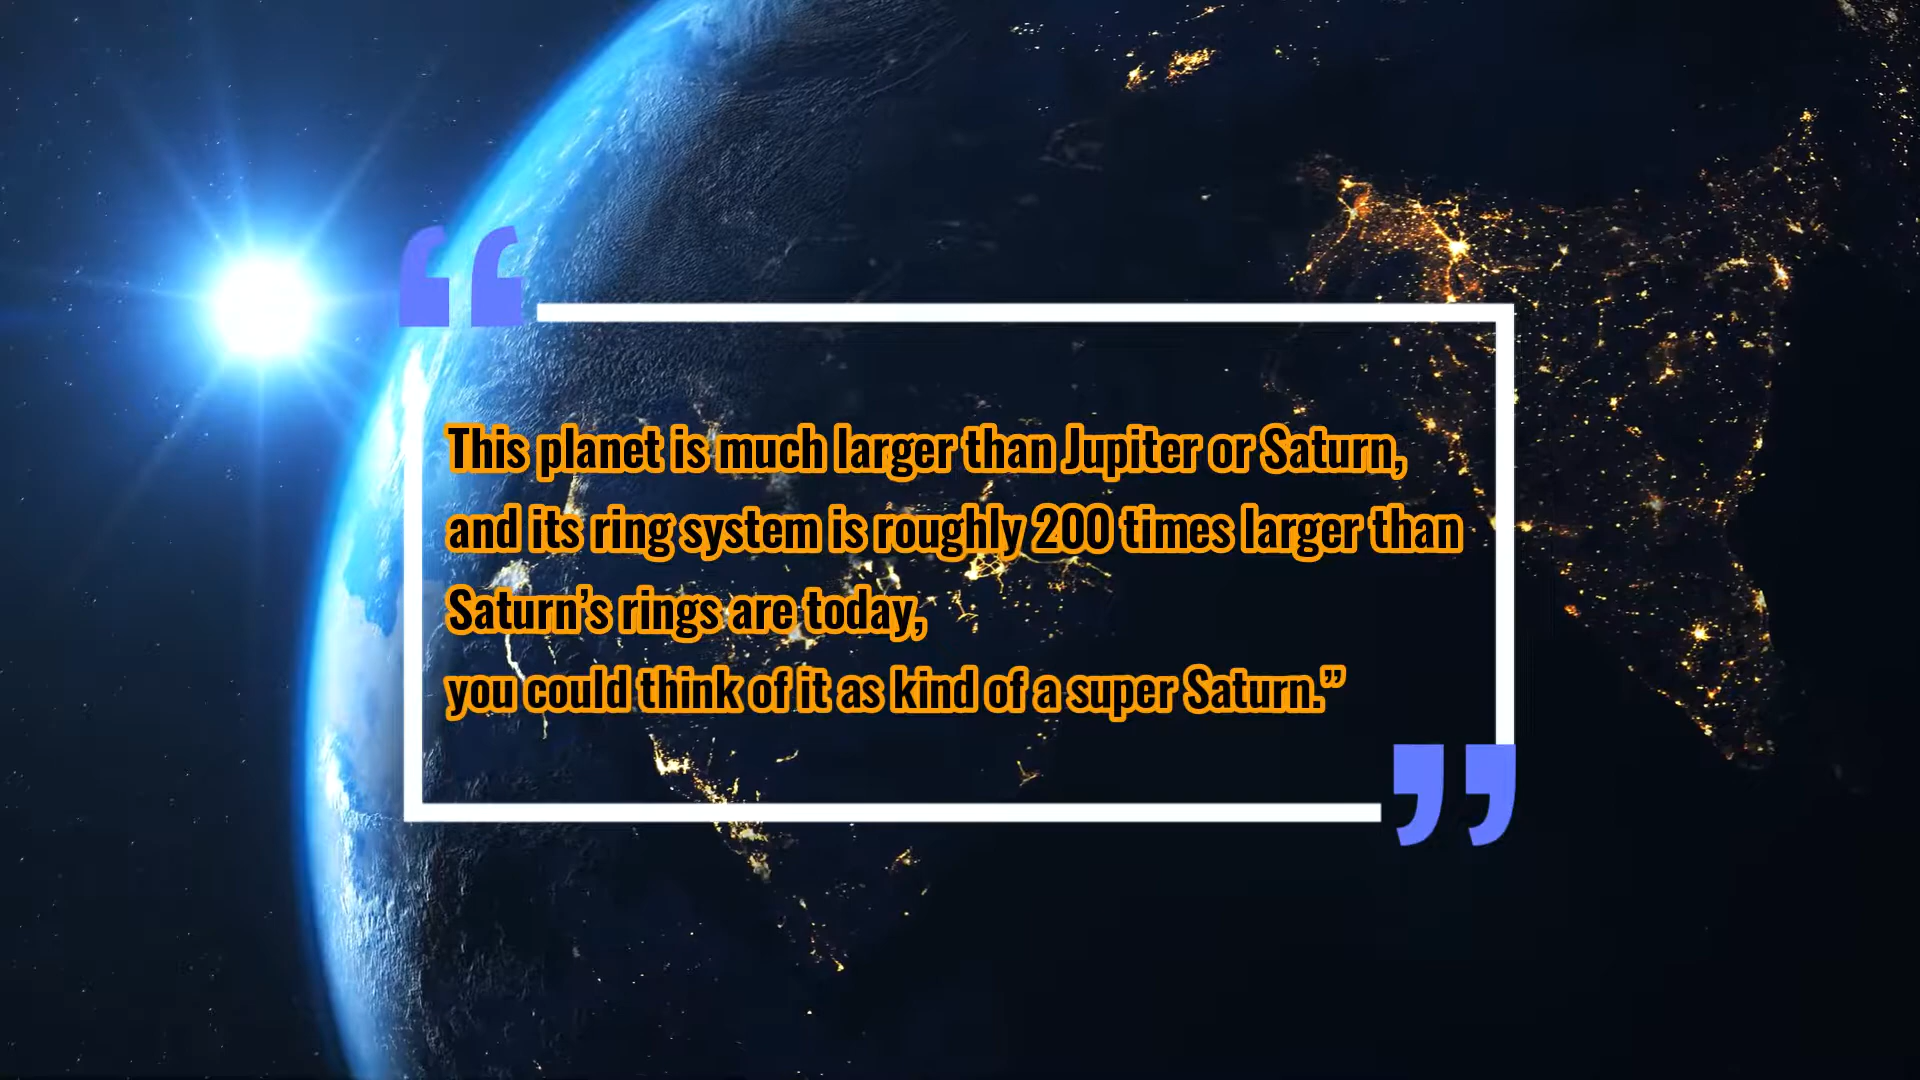 This planet is much larger than Jupiter or Saturn,
and its ring system is roughly 200 times larger than
Saturn’s rings are today,
you could think of it as kind of a super Saturn.”